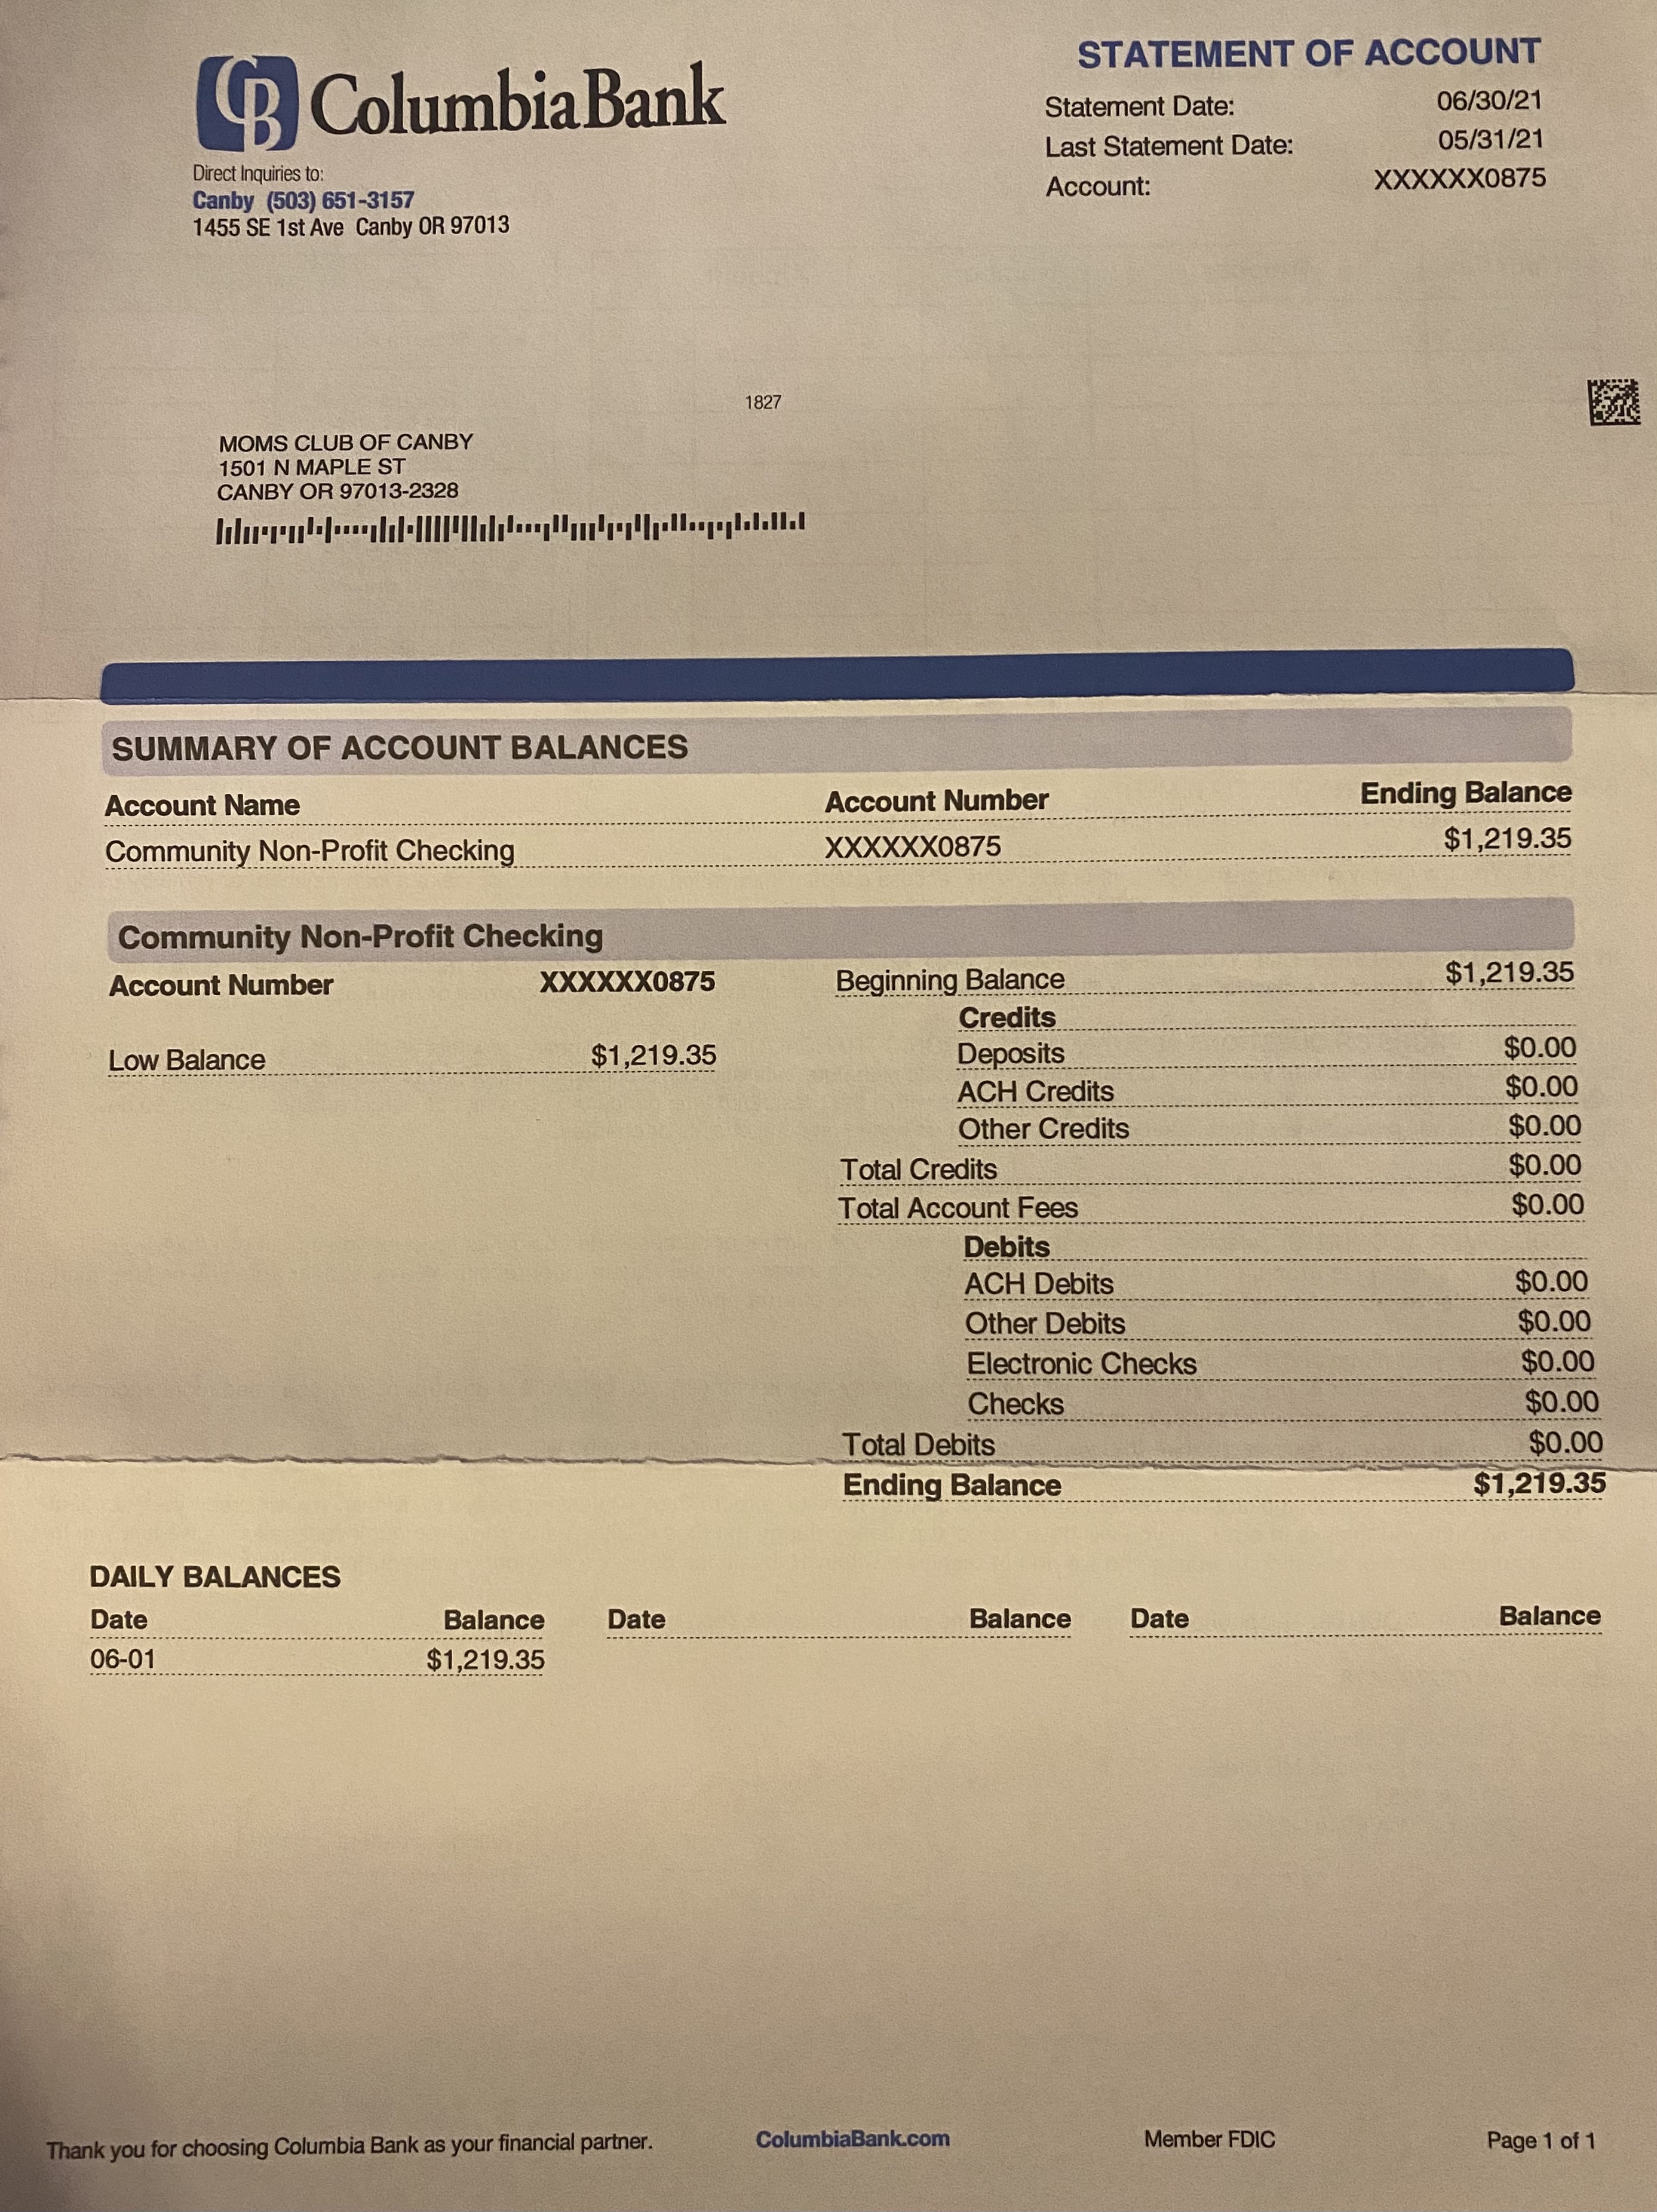 CB ColumbiaBank
Direct Inquiries to:
Canby (503) 651-3157
1455 SE 1st Ave Canby OR 97013
STATEMENT OF ACCOUNT
Statement Date: 06/30/21
Last Statement Date: 05/31/21
Account: XXXXXX0875
1827
MOMS CLUB OF CANBY
1501 N MAPLE ST
CANBY OR 97013-2328
SUMMARY OF ACCOUNT BALANCES
Account Name Account Number Ending Balance
Community Non-Profit Checking XXXXXX0875 $1,219.35
Community Non-Profit Checking
Account Number XXXXXX0875
Low Balance $1,219.35
Beginning Balance $1,219.35
Credits
Deposits $0.00
ACH Credits $0.00
Other Credits $0.00
Total Credits $0.00
Total Account Fees $0.00
Debits
ACH Debits $0.00
Other Debits $0.00
Electronic Checks $0.00
Checks $0.00
Total Debits $0.00
Ending Balance $1,219.35
DAILY BALANCES
Date Balance Date Balance Date Balance
06-01 $1,219.35
Thank you for choosing Columbia Bank as your financial partner. ColumbiaBank.com Member FDIC Page 1 of 1